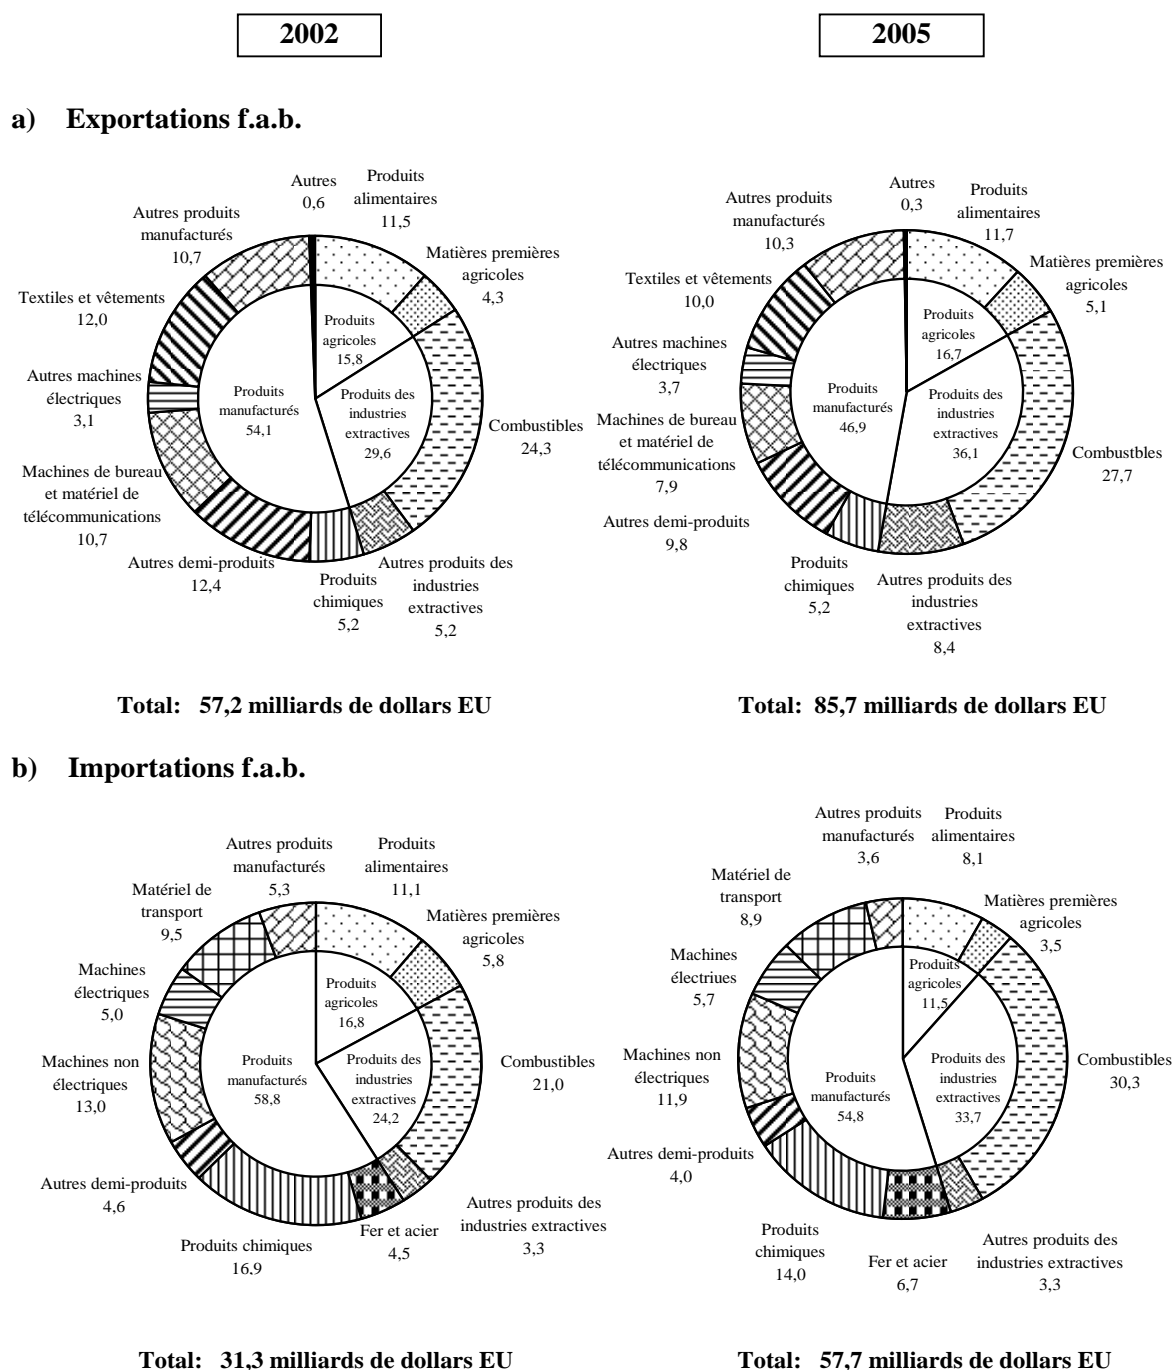 2002
2005
a) Exportations f.a.b.
Autres
0,6
Produits
alimentaires
11,5
Autres produits
manufacturés
10,7
Matières premières
agricoles
4,3
Textiles et vêtements
12,0
Autres machines
électriques
3,1
Machines de bureau
et matériel de
télécommunications
10,7
Autres demi-produits
12,4
Produits
chimiques
5,2
Autres produits des
industries
extractives
5,2
Combustibles
24,3
Produits
agricoles
15,8
Produits
manufacturés
54,1
Produits des
industries
extractives
29,6
Total: 57,2 milliards de dollars EU
Autres
0,3
Produits
alimentaires
11,7
Autres produits
manufacturés
10,3
Matières premières
agricoles
5,1
Textiles et vêtements
10,0
Autres machines
électriques
3,7
Machines de bureau
et matériel de
télécommunications
7,9
Autres demi-produits
9,8
Produits
chimiques
5,2
Autres produits des
industries
extractives
8,4
Combustbles
27,7
Produits
agricoles
16,7
Produits
manufacturés
46,9
Produits des
industries
extractives
36,1
Total: 85,7 milliards de dollars EU
b) Importations f.a.b.
Autres produits
manufacturés
5,3
Produits
alimentaires
11,1
Matériel de
transport
9,5
Matières premières
agricoles
5,8
Machines
électriques
5,0
Machines non
électriques
13,0
Autres demi-produits
4,6
Produits chimiques
16,9
Fer et acier
4,5
Autres produits des
industries extractives
3,3
Combustibles
21,0
Produits
agricoles
16,8
Produits
manufacturés
58,8
Produits des
industries
extractives
24,2
Total: 31,3 milliards de dollars EU
Autres produits
manufacturés
3,6
Produits
alimentaires
8,1
Matériel de
transport
8,9
Matières premières
agricoles
3,5
Machines
électriues
5,7
Machines non
électriques
11,9
Autres demi-produits
4,0
Produits
chimiques
14,0
Fer et acier
6,7
Autres produits des
industries extractives
3,3
Combustibles
30,3
Produits
agricoles
11,5
Produits
manufacturés
54,8
Produits des
industries
extractives
33,7
Total: 57,7 milliards de dollars EU